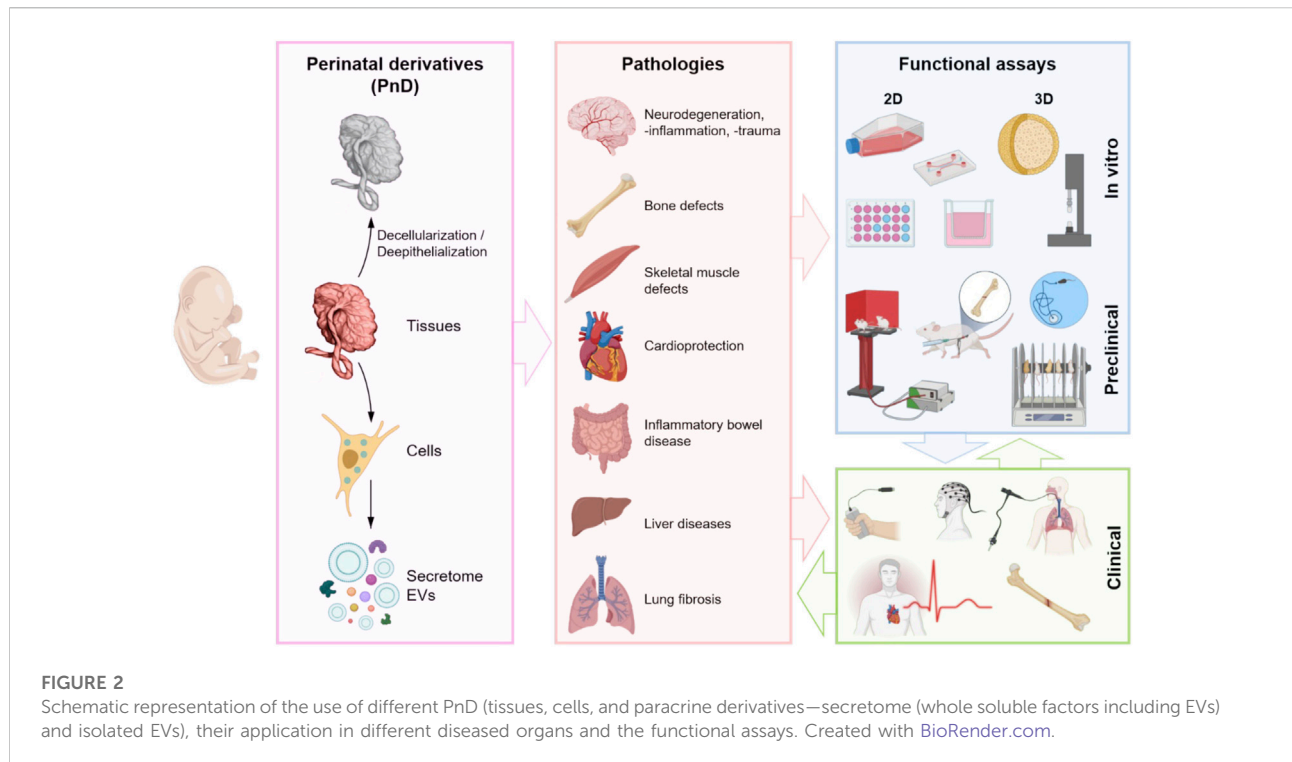 Perinatal derivatives
(PnD)
Decellularization /
Deepithelialization
Tissues
Cells
Secretome
EVs
Pathologies
Neurodegeneration,
-inflammation, -trauma
Bone defects
Skeletal muscle
defects
Cardioprotection
Inflammatory bowel
disease
Liver diseases
Lung fibrosis
Functional assays
2D
3D
In vitro
Preclinical
Clinical
FIGURE 2
Schematic representation of the use of different PnD (tissues, cells, and paracrine derivatives—secretome (whole soluble factors including EVs)
and isolated EVs), their application in different diseased organs and the functional assays. Created with BioRender.com.